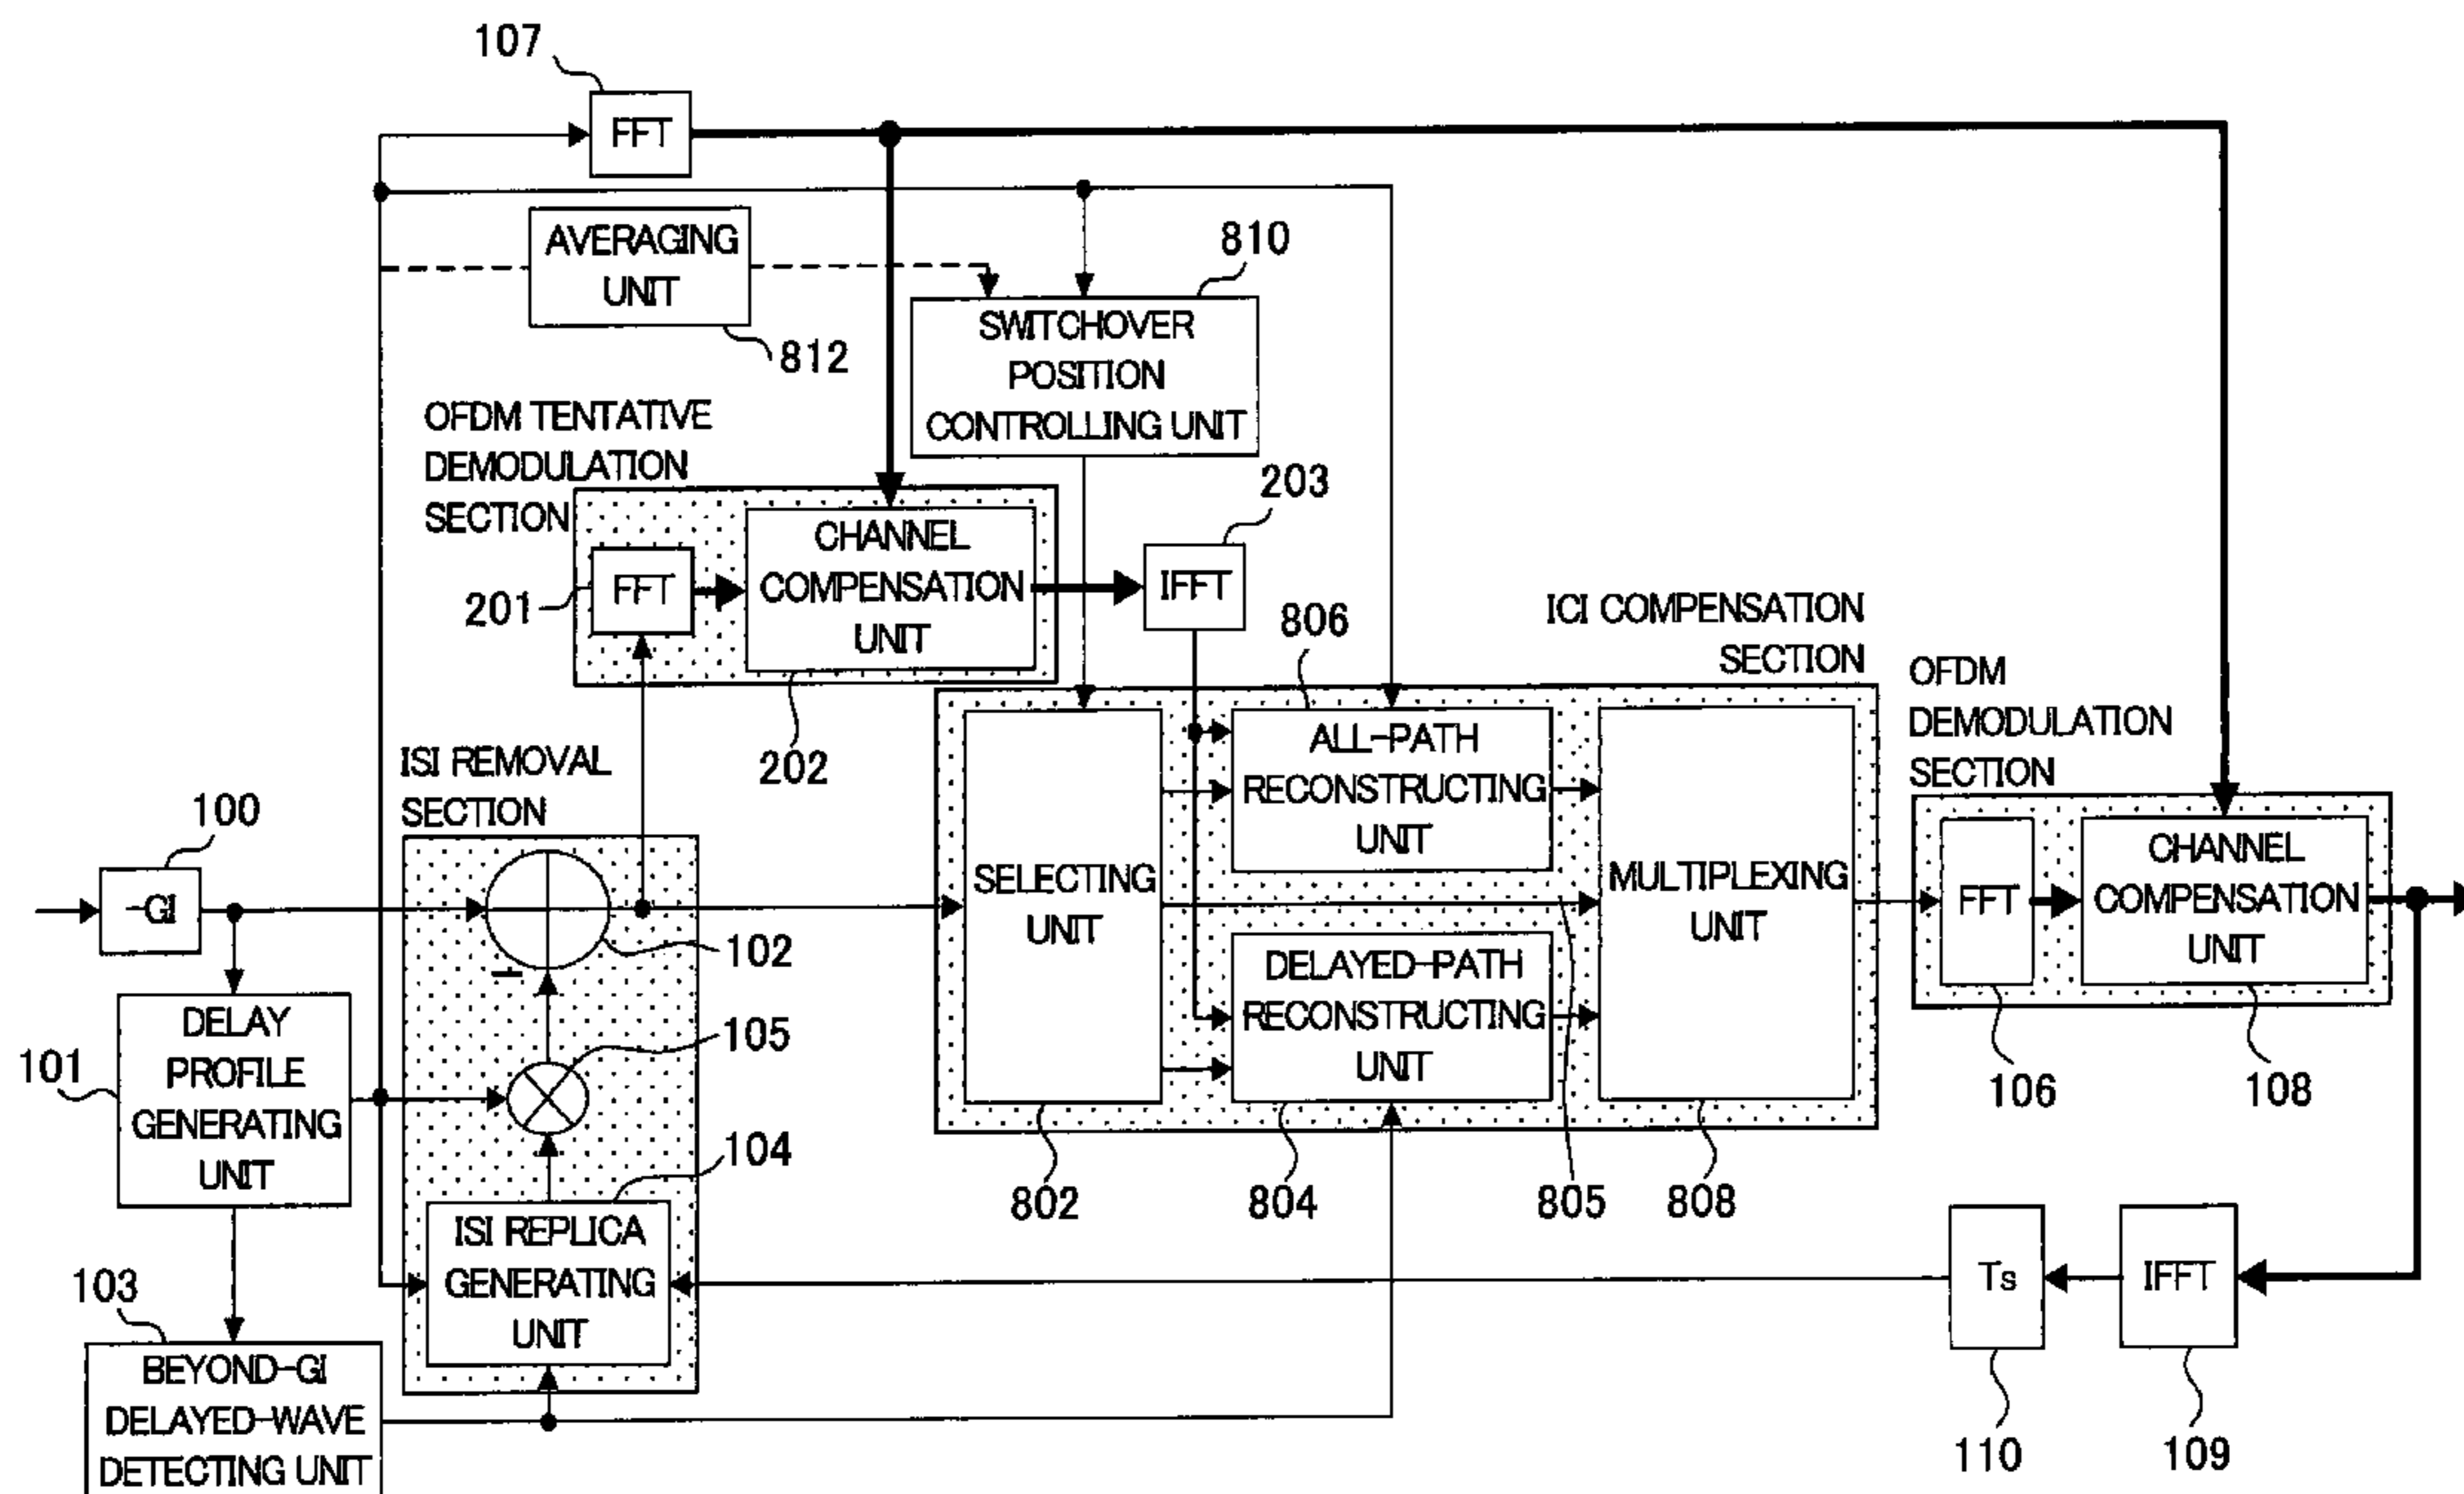 107
FFT
AVERAGING
UNIT
812
810
SWITCHOVER
POSITION
CONTROLLING UNIT
OFDM TENTATIVE
DEMODULATION
SECTION
201
FFT
CHANNEL
COMPENSATION
UNIT
202
203
IFFT
ICI COMPENSATION
SECTION
806
ALL-PATH
RECONSTRUCTING
UNIT
OFDM
DEMODULATION
SECTION
ISI REMOVAL
SECTION
100
-GI
102
−
SELECTING
UNIT
MULTIPLEXING
UNIT
FFT
CHANNEL
COMPENSATION
UNIT
DELAYED-PATH
RECONSTRUCTING
UNIT
101
DELAY
PROFILE
GENERATING
UNIT
105
104
106
108
802
804
805
808
ISI REPLICA
GENERATING
UNIT
Ts
IFFT
103
BEYOND-GI
DELAYED-WAVE
DETECTING UNIT
110
109